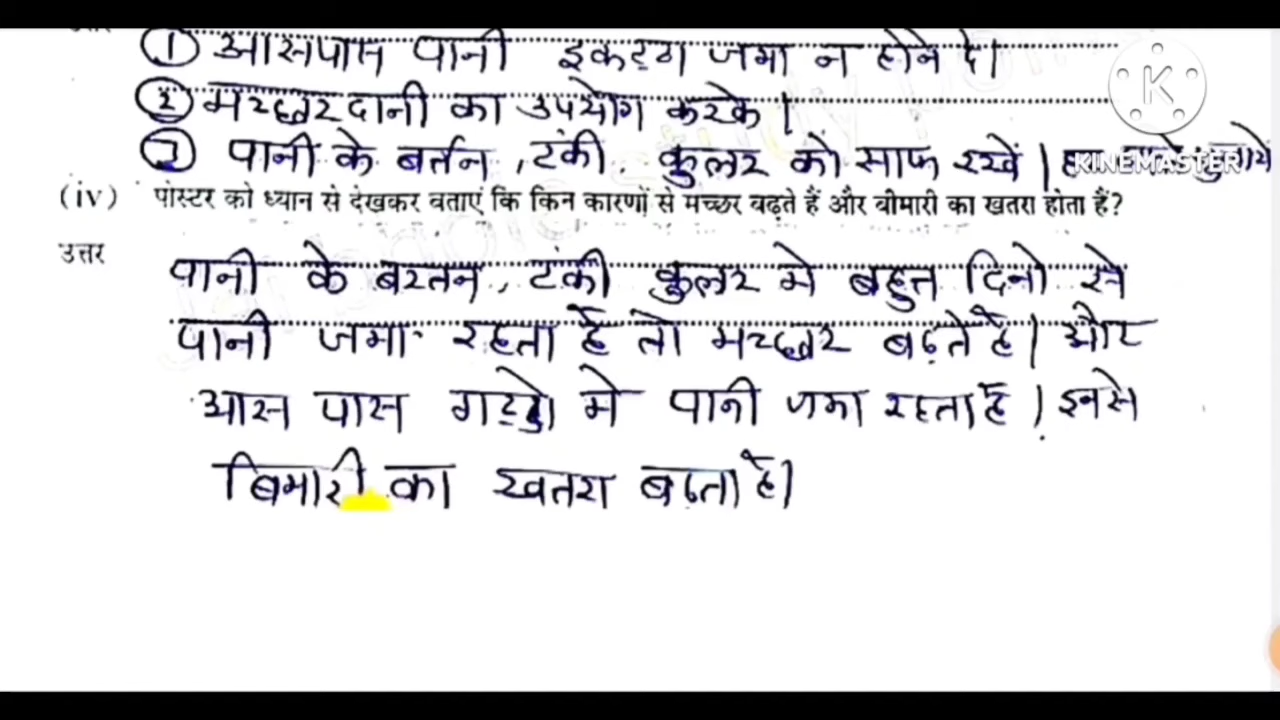 ① आसपास पानी इकट्ठा जमा न होने दे।
② मच्छर दानी का उपयोग करके।
③ पानी के बर्तन, टंकी. कुलर को साफ रखें।
KINEMASTER
(iv) पोस्टर को ध्यान से देखकर बताएं कि किन कारणों से मच्छर बढ़ते हैं और बीमारी का खतरा होता हैं?
उत्तर
पानी के बरतन, टंकी कुलर मे बहुत दिनो से
पानी जमा रहता है तो मच्छर बढ़ते है। और
आस पास गड्ढो मे पानी जमा रहता है। इनसे
बिमारी का खतरा बढ़ता है।